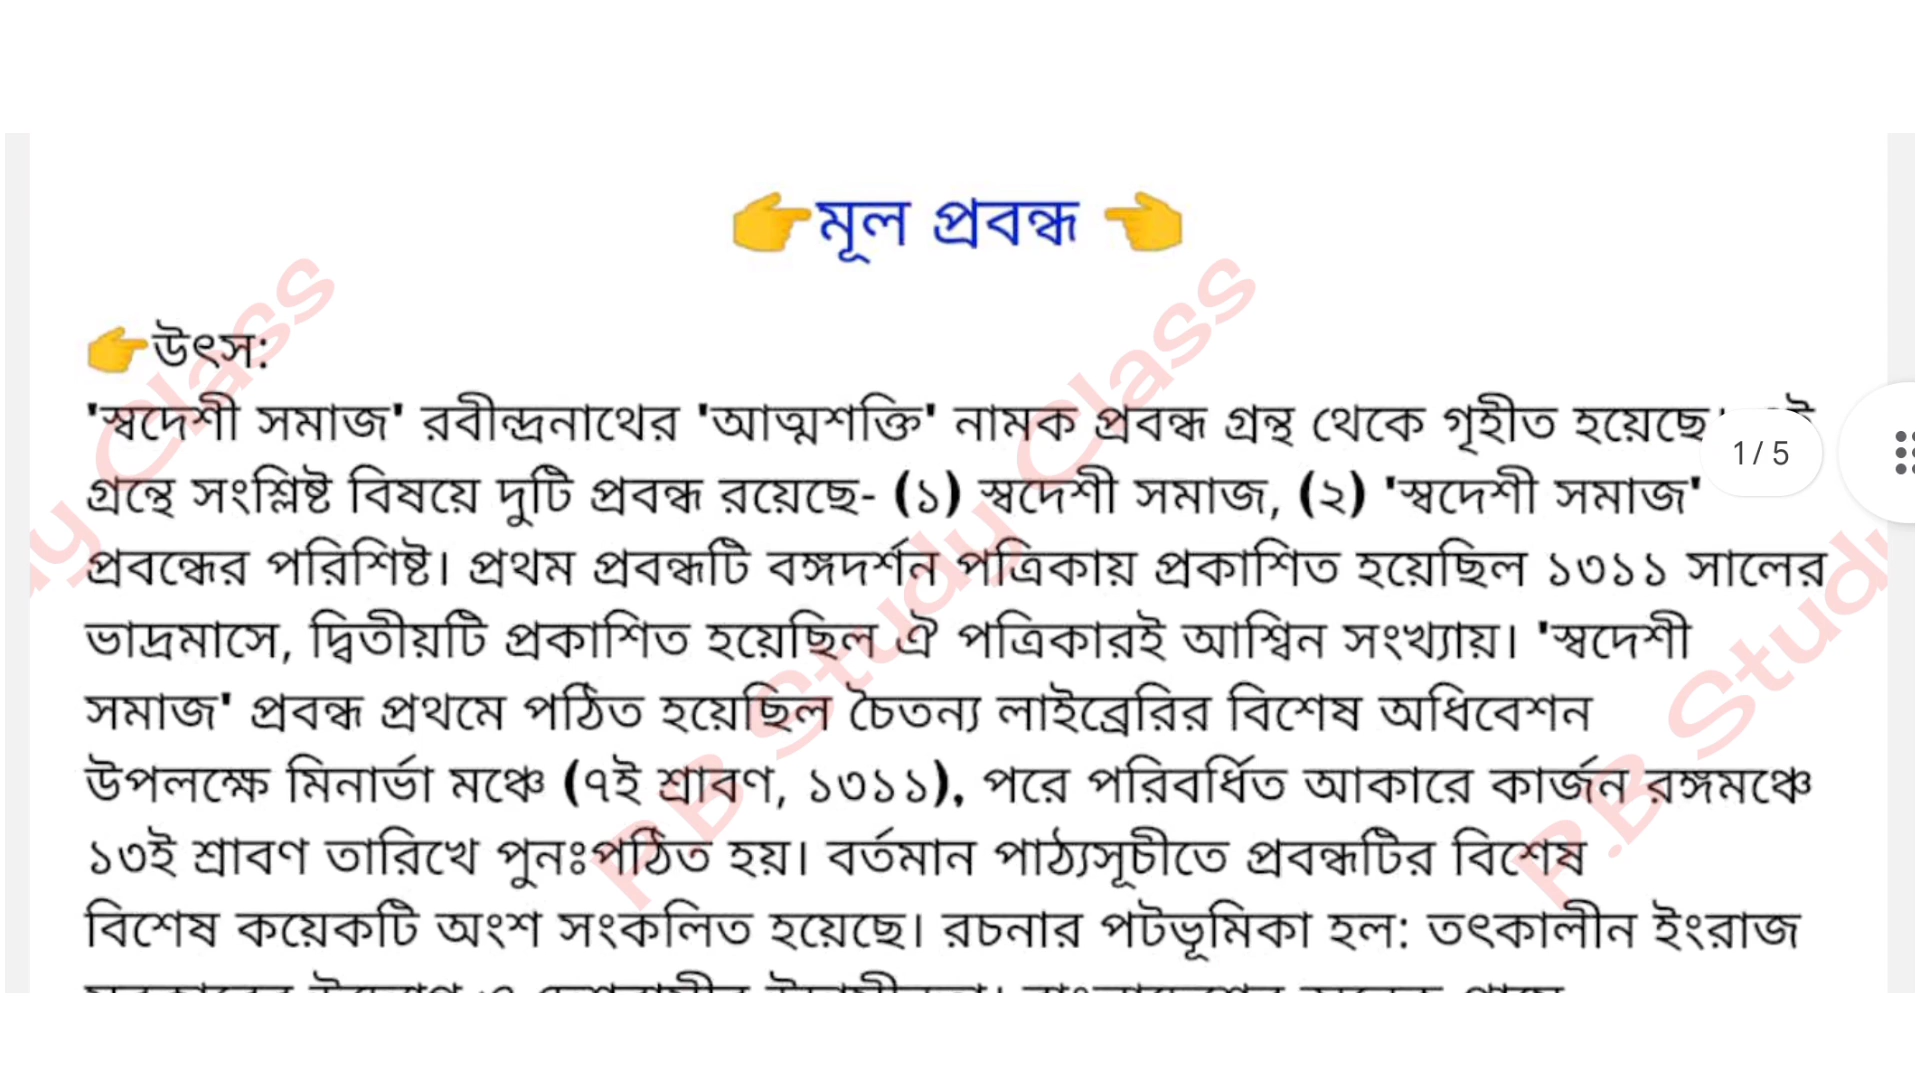 👉মূল প্রবন্ধ 👈
👉উৎস:
'স্বদেশী সমাজ' রবীন্দ্রনাথের 'আত্মশক্তি' নামক প্রবন্ধ গ্রন্থ থেকে গৃহীত হয়েছে।
1 / 5
গ্রন্থে সংশ্লিষ্ট বিষয়ে দুটি প্রবন্ধ রয়েছে- (১) স্বদেশী সমাজ, (২) 'স্বদেশী সমাজ'
প্রবন্ধের পরিশিষ্ট। প্রথম প্রবন্ধটি বঙ্গদর্শন পত্রিকায় প্রকাশিত হয়েছিল ১৩১১ সালের
ভাদ্রমাসে, দ্বিতীয়টি প্রকাশিত হয়েছিল ঐ পত্রিকারই আশ্বিন সংখ্যায়। 'স্বদেশী
সমাজ' প্রবন্ধ প্রথমে পঠিত হয়েছিল চৈতন্য লাইব্রেরির বিশেষ অধিবেশন
উপলক্ষে মিনার্ভা মঞ্চে (৭ই শ্রাবণ, ১৩১১), পরে পরিবর্ধিত আকারে কার্জন রঙ্গমঞ্চে
১৩ই শ্রাবণ তারিখে পুনঃপঠিত হয়। বর্তমান পাঠ্যসূচীতে প্রবন্ধটির বিশেষ
বিশেষ কয়েকটি অংশ সংকলিত হয়েছে। রচনার পটভূমিকা হল: তৎকালীন ইংরাজ
P.B Study Class